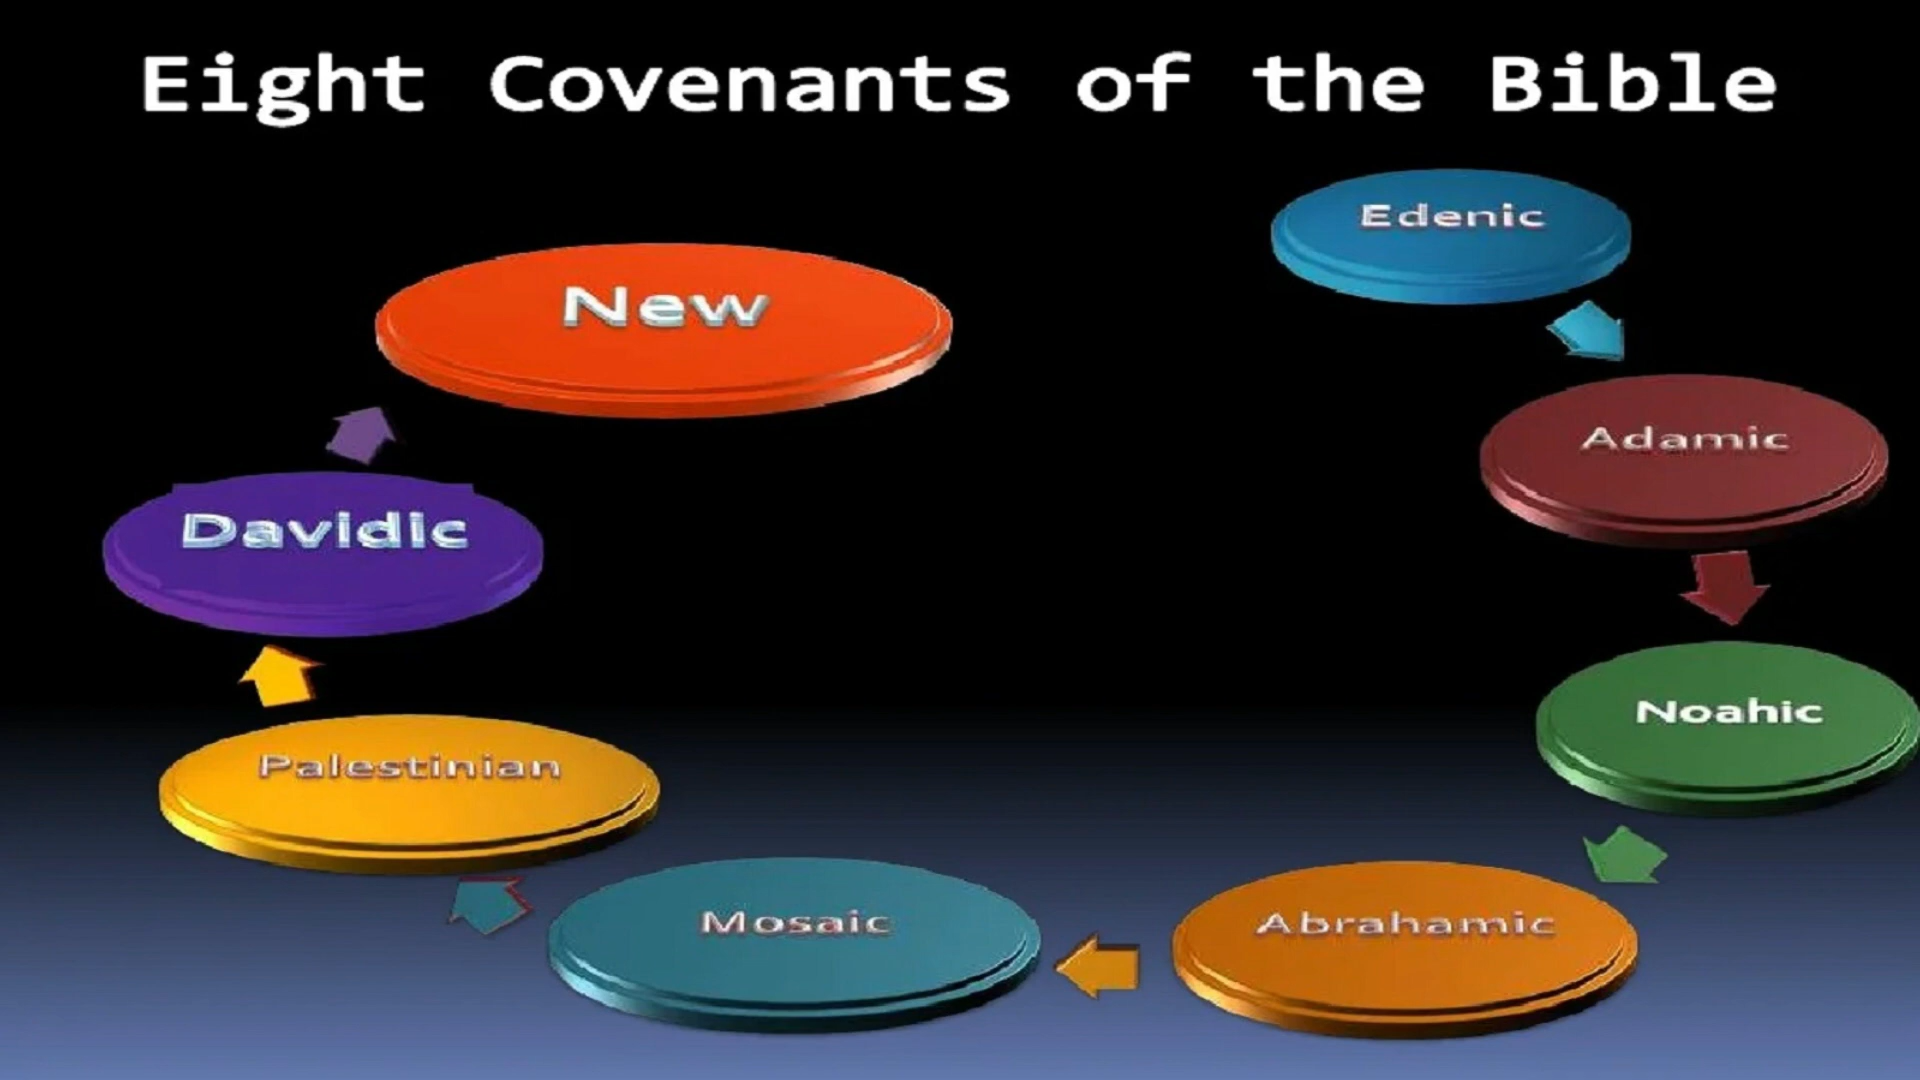 Eight Covenants of the Bible
Edenic
Adamic
Noahic
Abrahamic
Mosaic
Palestinian
Davidic
New